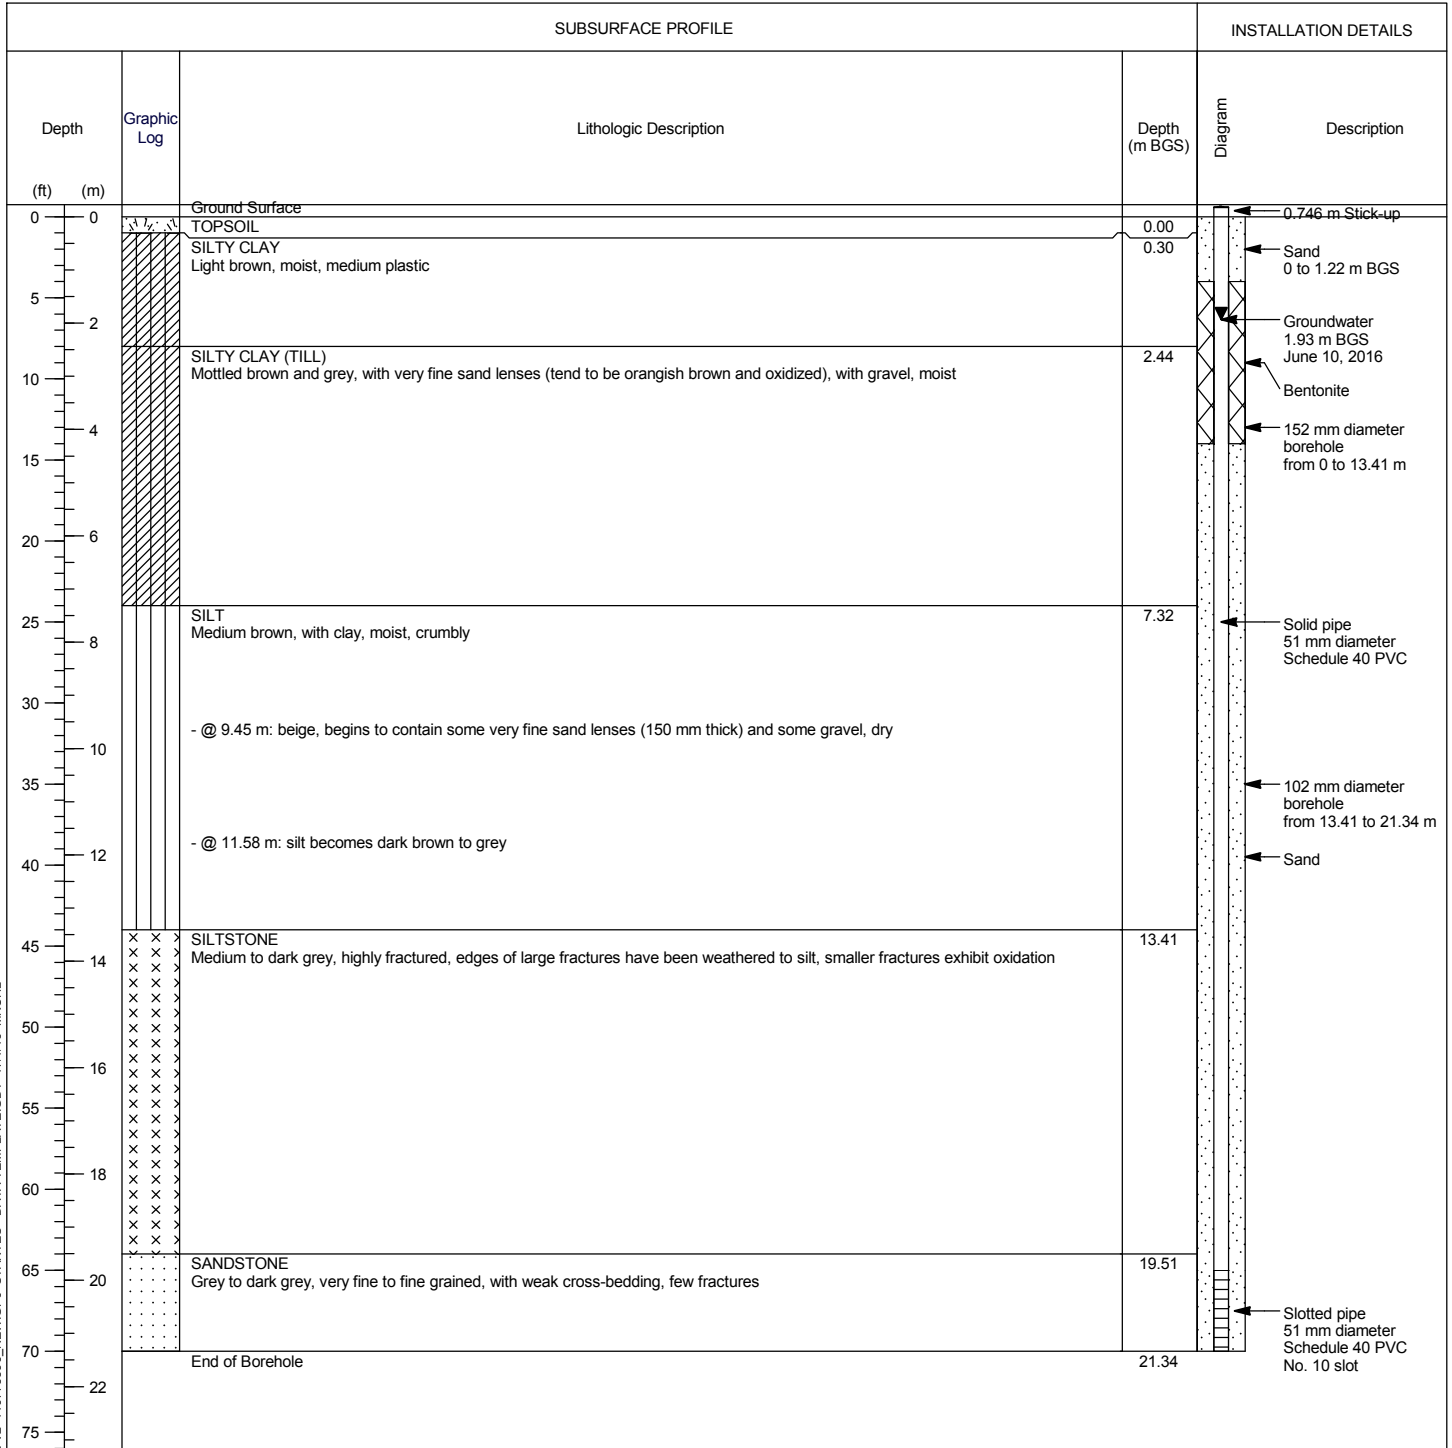 SUBSURFACE PROFILE
INSTALLATION DETAILS
Depth
Graphic
Log
Lithologic Description
Depth
(m BGS)
Diagram
Description
(ft) (m)
Ground Surface
0 0
TOPSOIL
0.00
0.746 m Stick-up
SILTY CLAY
0.30
Light brown, moist, medium plastic
Sand
0 to 1.22 m BGS
5
2
Groundwater
1.93 m BGS
June 10, 2016
SILTY CLAY (TILL)
2.44
Mottled brown and grey, with very fine sand lenses (tend to be orangish brown and oxidized), with gravel, moist
10
Bentonite
4
152 mm diameter
borehole
from 0 to 13.41 m
15
6
20
SILT
7.32
Medium brown, with clay, moist, crumbly
25
8
Solid pipe
51 mm diameter
Schedule 40 PVC
30
- @ 9.45 m: beige, begins to contain some very fine sand lenses (150 mm thick) and some gravel, dry
10
35
102 mm diameter
borehole
from 13.41 to 21.34 m
- @ 11.58 m: silt becomes dark brown to grey
12
40
Sand
SILTSTONE
13.41
Medium to dark grey, highly fractured, edges of large fractures have been weathered to silt, smaller fractures exhibit oxidation
45
14
50
16
55
18
60
SANDSTONE
19.51
Grey to dark grey, very fine to fine grained, with weak cross-bedding, few fractures
65
20
Slotted pipe
51 mm diameter
Schedule 40 PVC
No. 10 slot
70
End of Borehole
21.34
22
75